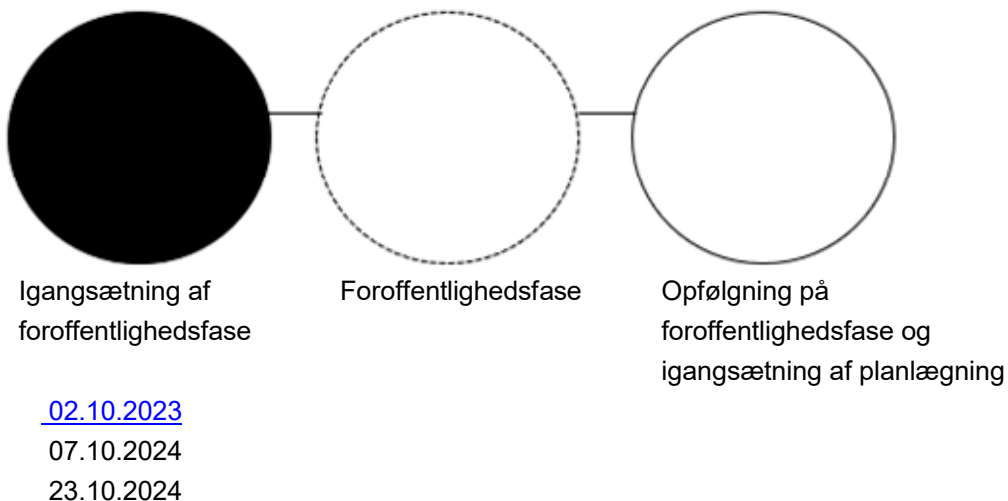 Igangsætning af
foroffentlighedsfase
Foroffentlighedsfase
Opfølgning på
foroffentlighedsfase og
igangsætning af planlægning
02.10.2023
07.10.2024
23.10.2024